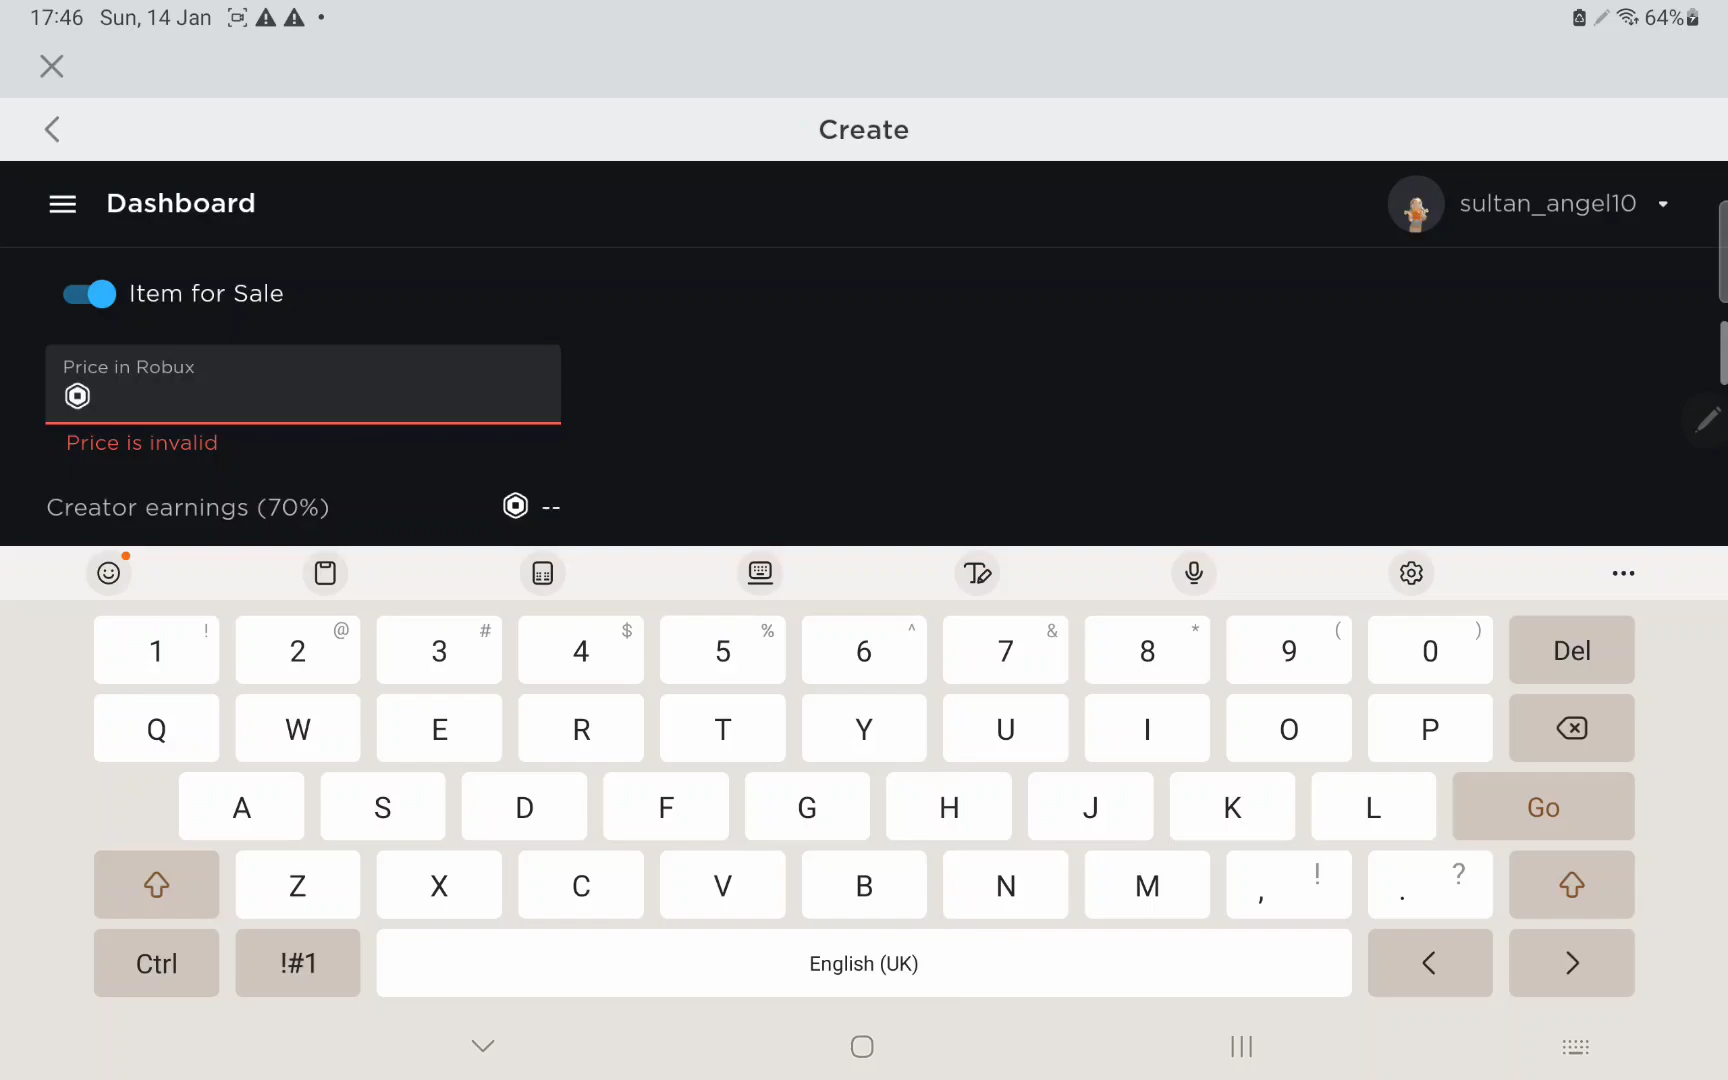 17:46 Sun, 14 Jan 64%
Create
Dashboard sultan_angel10
Item for Sale
Price in Robux
Price is invalid
Creator earnings (70%) --
1 ! 2 @ 3 # 4 $ 5 % 6 ^ 7 & 8 * 9 ( 0 ) Del
Q W E R T Y U I O P
A S D F G H J K L Go
Z X C V B N M , ! . ?
Ctrl !#1 English (UK) < >